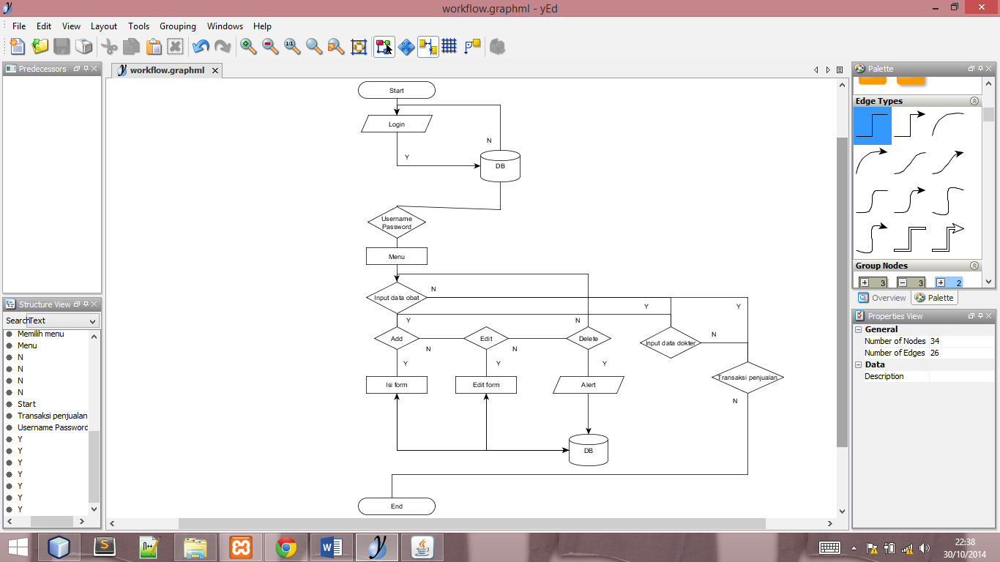 workflow.graphml - yEd
File Edit View Layout Tools Grouping Windows Help
1:1
Predecessors
workflow.graphml
Palette
Edge Types
Group Nodes
3 3 2
Overview Palette
Structure View
Search Text
Memilih menu
Menu
N
N
N
N
Start
Transaksi penjualan
Username Password
Y
Y
Y
Y
Y
Y
Y
Properties View
General
Number of Nodes 34
Number of Edges 26
Data
Description
Start
Login
N
Y
DB
Username
Password
Menu
N
Input data obat
Y
Y
Y
N
Add
Edit
Delete
N
Input data dokter
N
N
Y
Y
Y
Transaksi penjualan
Isi form
Edit form
Alert
N
DB
End
22:38
30/10/2014